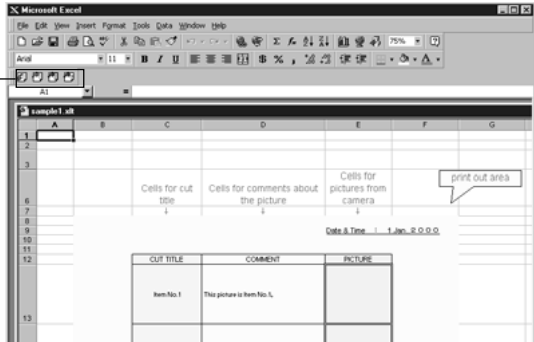 Microsoft Excel
File Edit View Insert Format Tools Data Window Help
75%
Arial 11 B I U $ % ,
A1 =
sample1.xlt
A B C D E F G
1
2
3
Cells for cut title
Cells for comments about the picture
Cells for pictures from camera
print out area
6
7
8
9 Date & Time : 1 Jan. 2000
10
11
12 CUT TITLE COMMENT PICTURE
Item No.1 This picture is Item No.1.
13